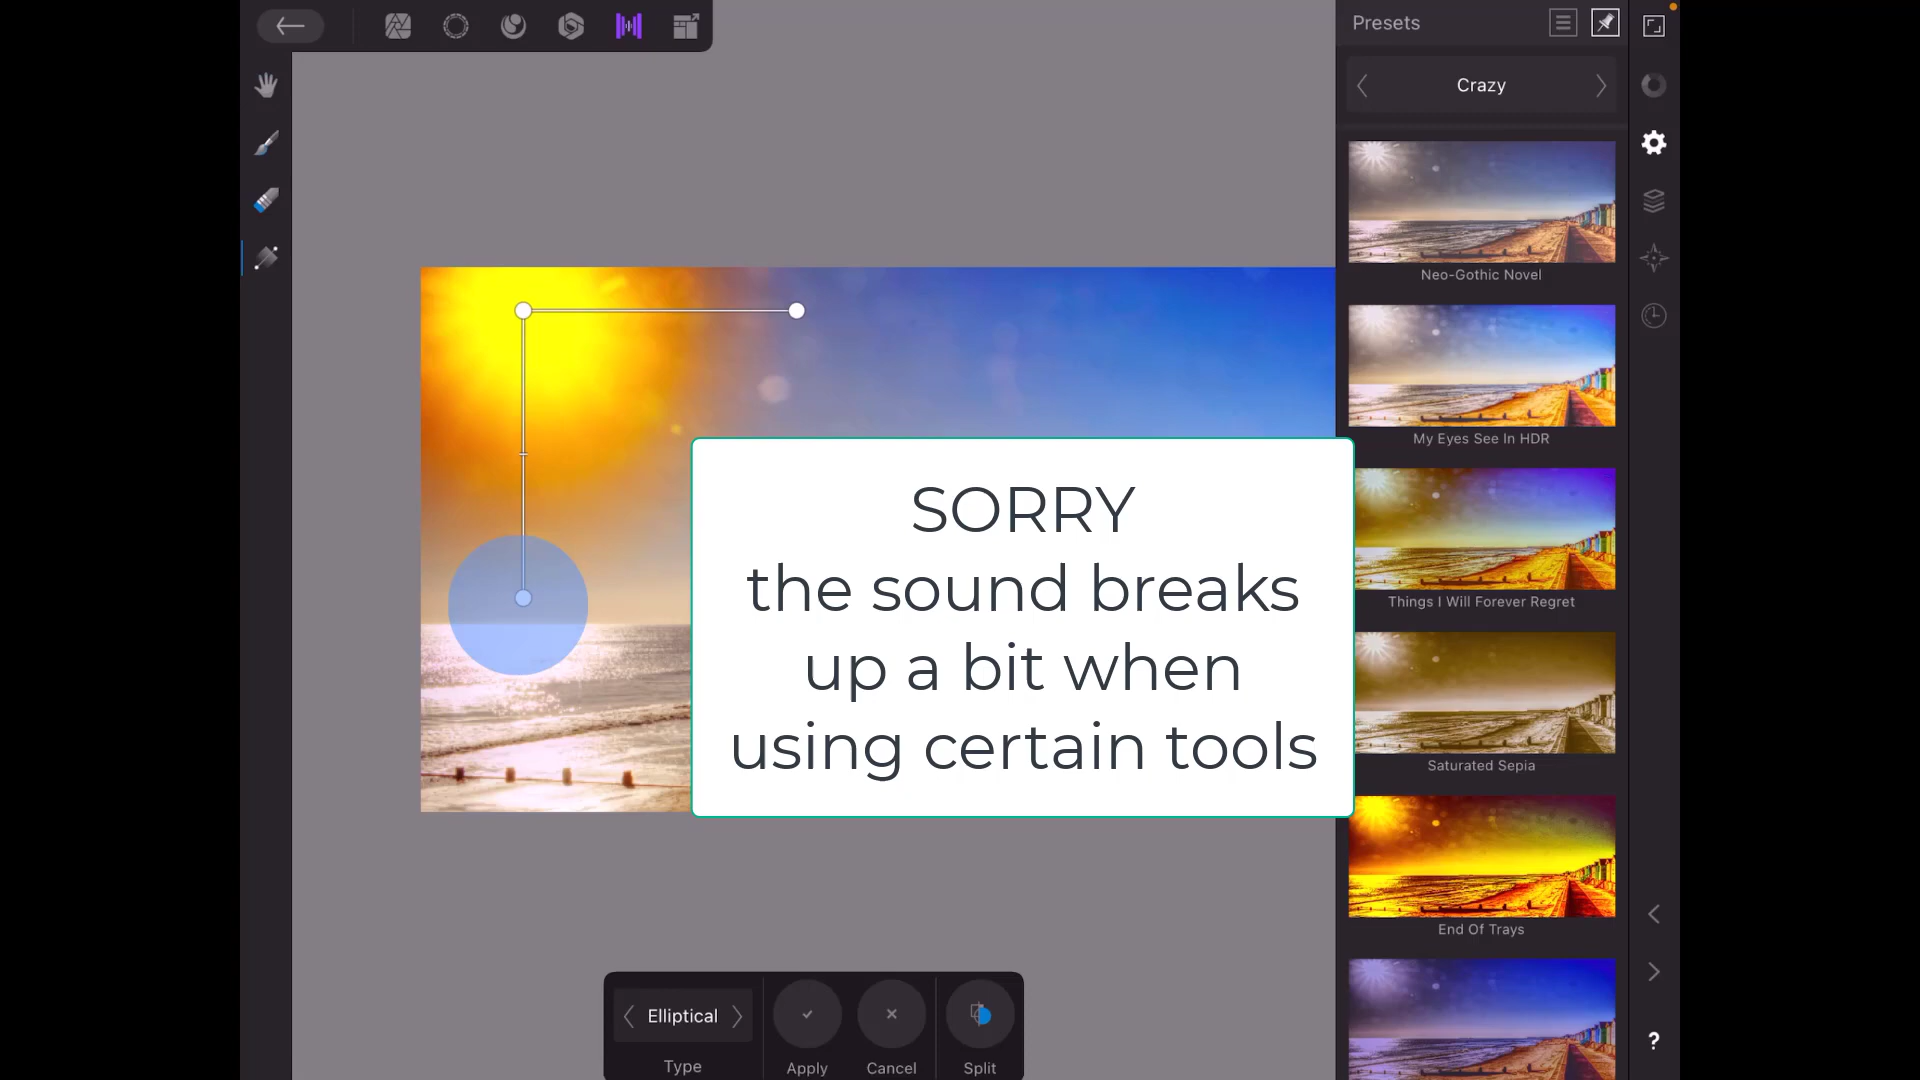 Presets
Crazy
Neo-Gothic Novel
My Eyes See In HDR
SORRY
the sound breaks
up a bit when
using certain tools
Things I Will Forever Regret
Saturated Sepia
End Of Trays
Elliptical
Type
Apply
Cancel
Split
?